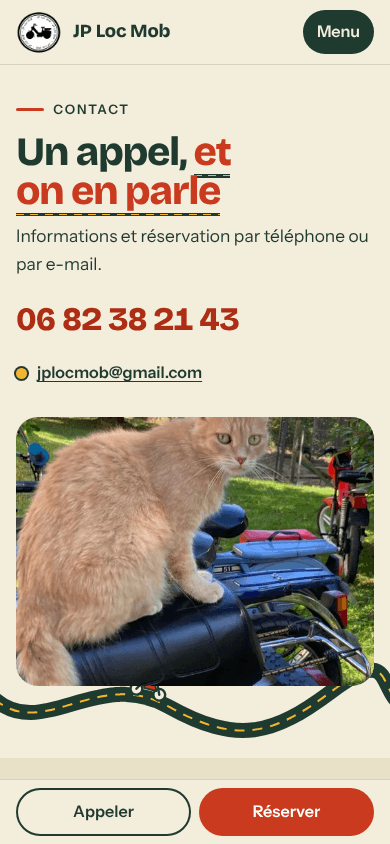 JP Loc Mob
Menu
CONTACT
Un appel, et
on en parle
Informations et réservation par téléphone ou
par e-mail.
06 82 38 21 43
jplocmob@gmail.com
Appeler
Réserver